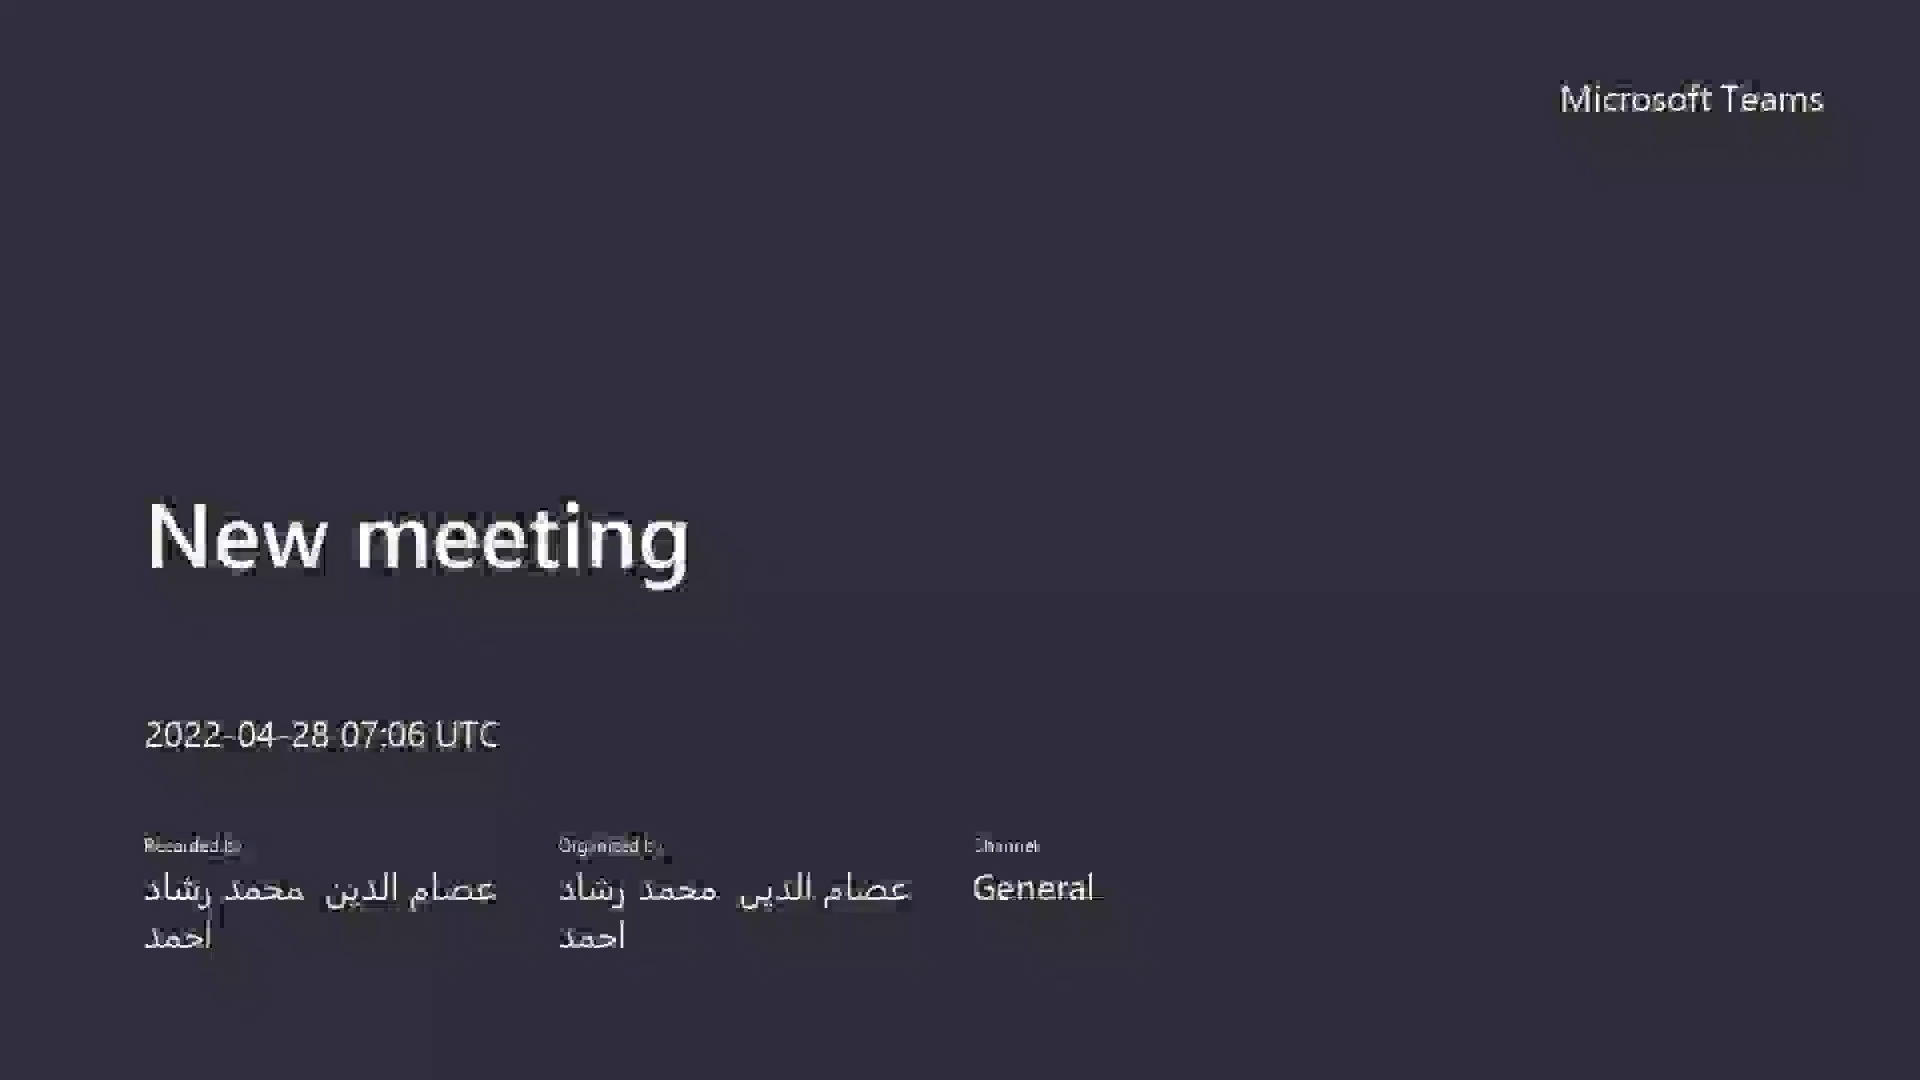 Microsoft Teams
New meeting
2022-04-28 07:06 UTC
Recorded by
Organized by
Channel
عصام الدين محمد رشاد
عصام الدين محمد رشاد
General
احمد
احمد